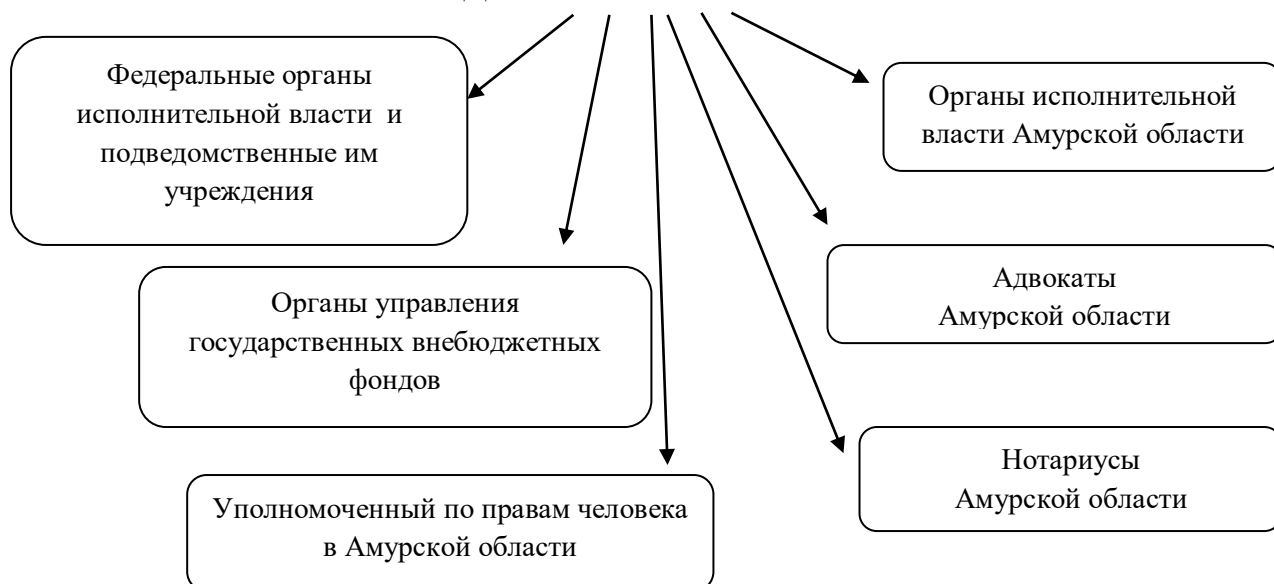 Федеральные органы
исполнительной власти и
подведомственные им
учреждения
Органы исполнительной
власти Амурской области
Органы управления
государственных внебюджетных
фондов
Адвокаты
Амурской области
Уполномоченный по правам человека
в Амурской области
Нотариусы
Амурской области